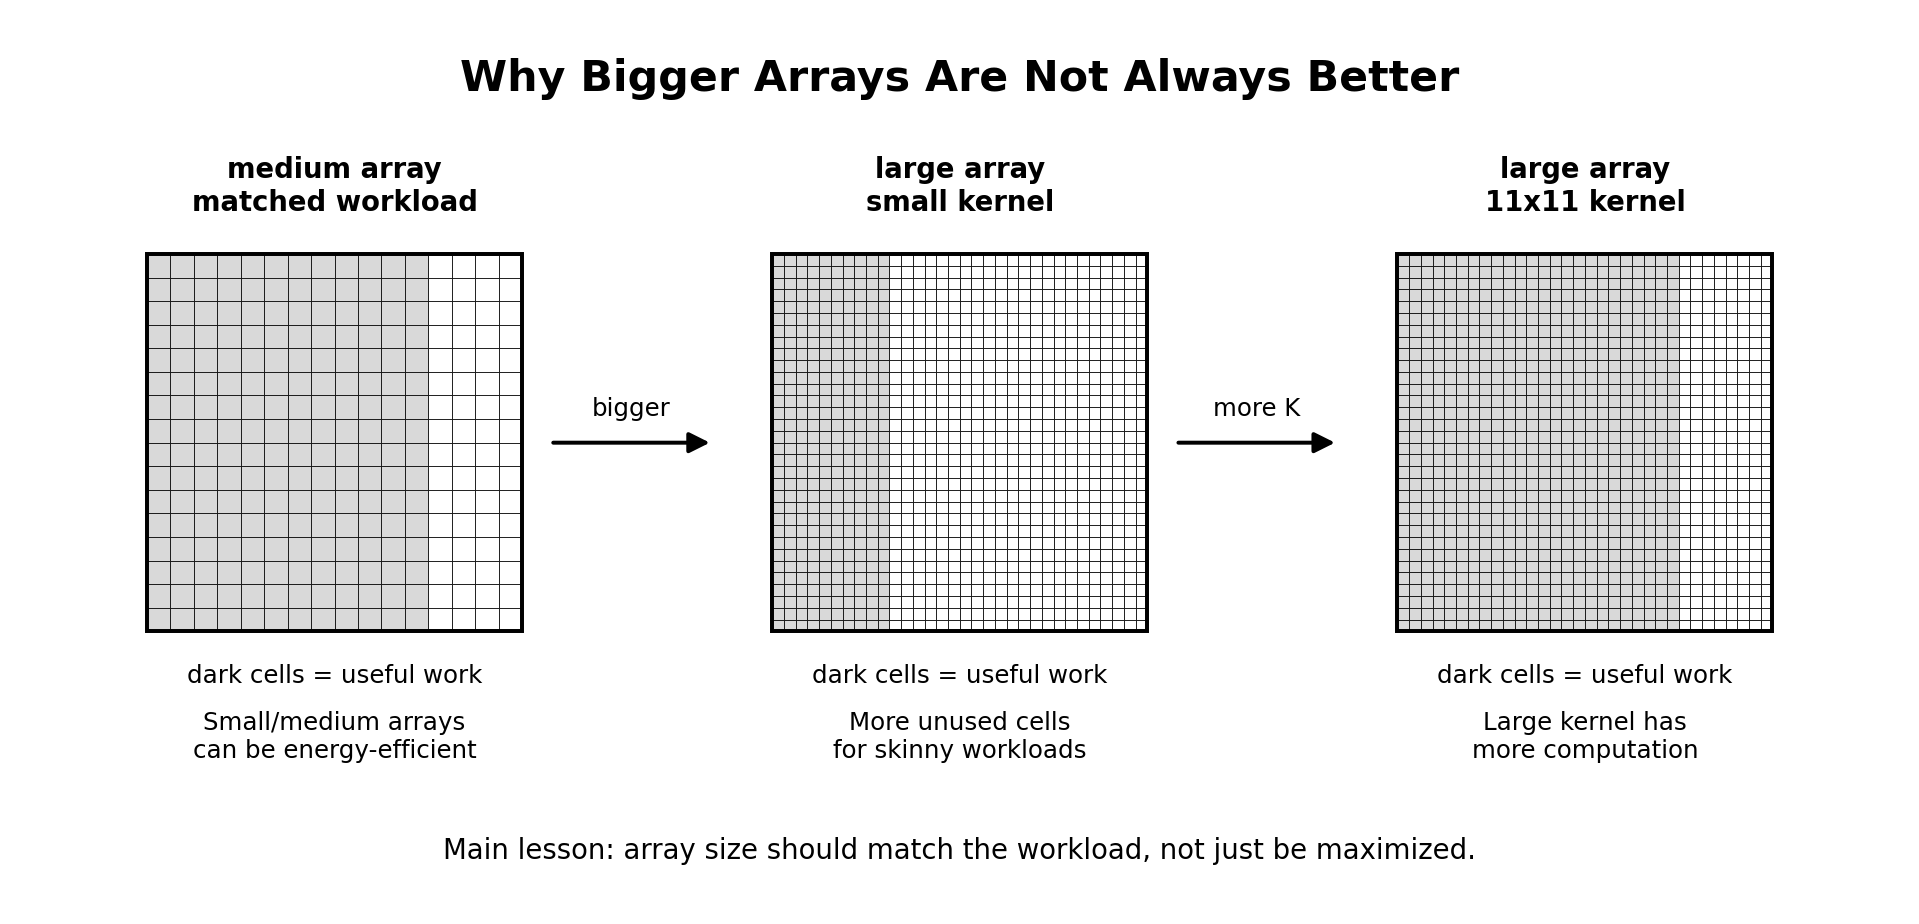 Why Bigger Arrays Are Not Always Better
medium array
matched workload
large array
small kernel
large array
11x11 kernel
bigger
more K
dark cells = useful work
dark cells = useful work
dark cells = useful work
Small/medium arrays
can be energy-efficient
More unused cells
for skinny workloads
Large kernel has
more computation
Main lesson: array size should match the workload, not just be maximized.